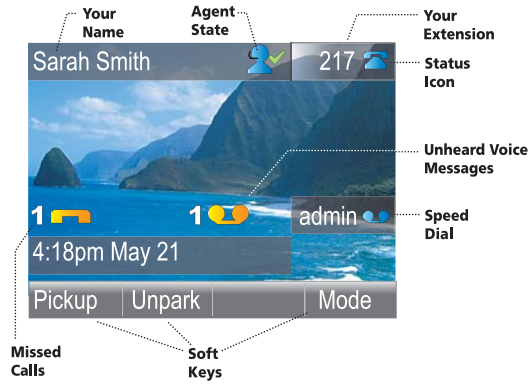 Your
Name
Agent
State
Your
Extension
Sarah Smith
217
Status
Icon
Unheard Voice
Messages
1
1
admin
Speed
Dial
4:18pm May 21
Pickup
Unpark
Mode
Missed
Calls
Soft
Keys